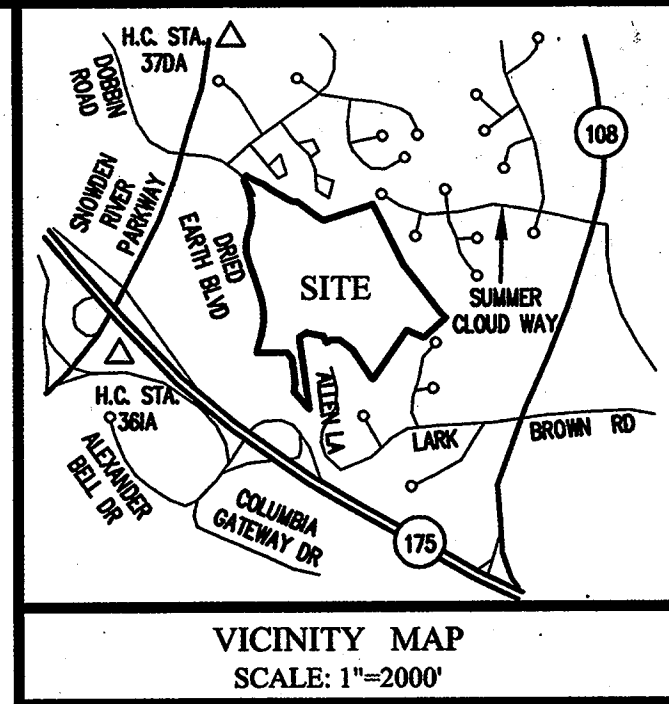 H.C. STA.
37DA
DOBBIN
ROAD
108
SNOWDEN
RIVER
PARKWAY
DRIED
EARTH BLVD
SITE
SUMMER
CLOUD WAY
H.C. STA.
361A
ALLEN LA
ALEXANDER
BELL DR
LARK BROWN RD
COLUMBIA
GATEWAY DR
175
VICINITY MAP
SCALE: 1"=2000'